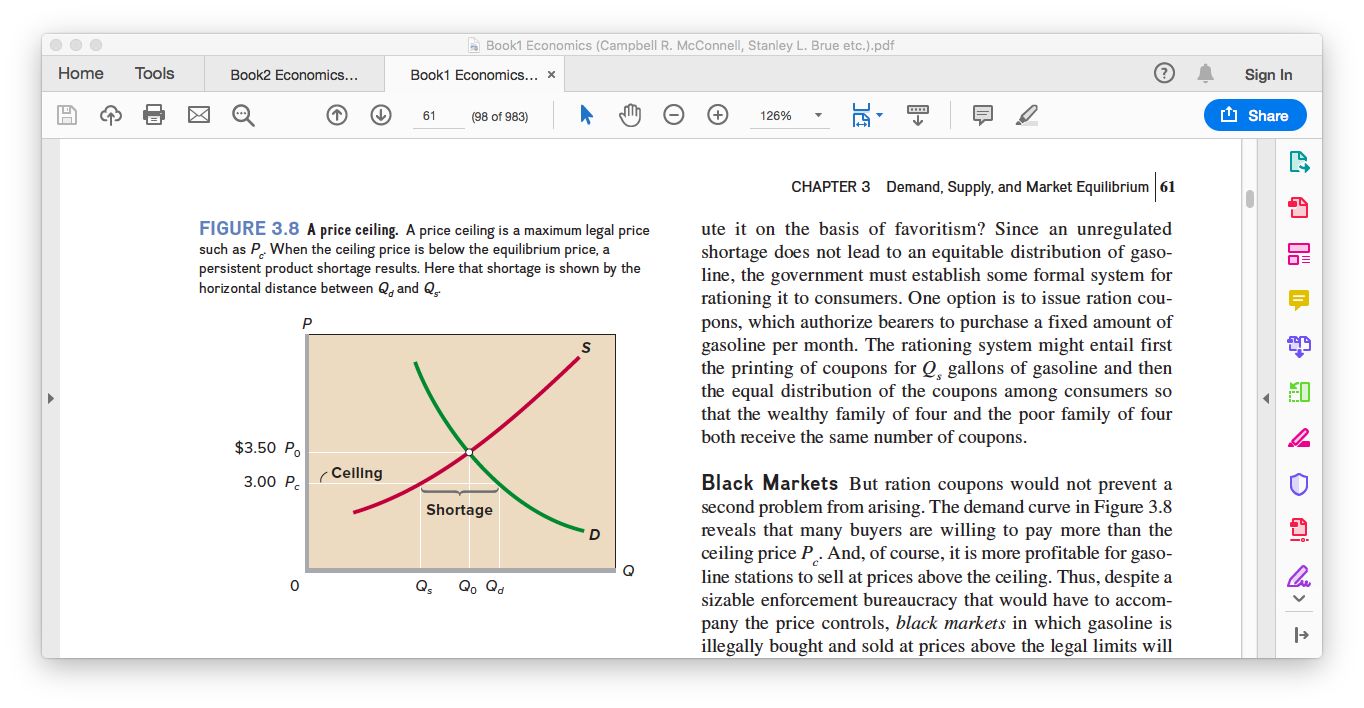 Book1 Economics (Campbell R. McConnell, Stanley L. Brue etc.).pdf
Home Tools Book2 Economics... Book1 Economics... × ? Sign In
61 (98 of 983) 126% Share
CHAPTER 3 Demand, Supply, and Market Equilibrium 61
FIGURE 3.8 A price ceiling. A price ceiling is a maximum legal price
such as Pc. When the ceiling price is below the equilibrium price, a
persistent product shortage results. Here that shortage is shown by the
horizontal distance between Qd and Qs.
P
S
$3.50 P0
Ceiling
3.00 Pc
Shortage
D
Q
0 Qs Q0 Qd
ute it on the basis of favoritism? Since an unregulated
shortage does not lead to an equitable distribution of gaso-
line, the government must establish some formal system for
rationing it to consumers. One option is to issue ration cou-
pons, which authorize bearers to purchase a fixed amount of
gasoline per month. The rationing system might entail first
the printing of coupons for Qs gallons of gasoline and then
the equal distribution of the coupons among consumers so
that the wealthy family of four and the poor family of four
both receive the same number of coupons.
Black Markets But ration coupons would not prevent a
second problem from arising. The demand curve in Figure 3.8
reveals that many buyers are willing to pay more than the
ceiling price Pc. And, of course, it is more profitable for gaso-
line stations to sell at prices above the ceiling. Thus, despite a
sizable enforcement bureaucracy that would have to accom-
pany the price controls, black markets in which gasoline is
illegally bought and sold at prices above the legal limits will